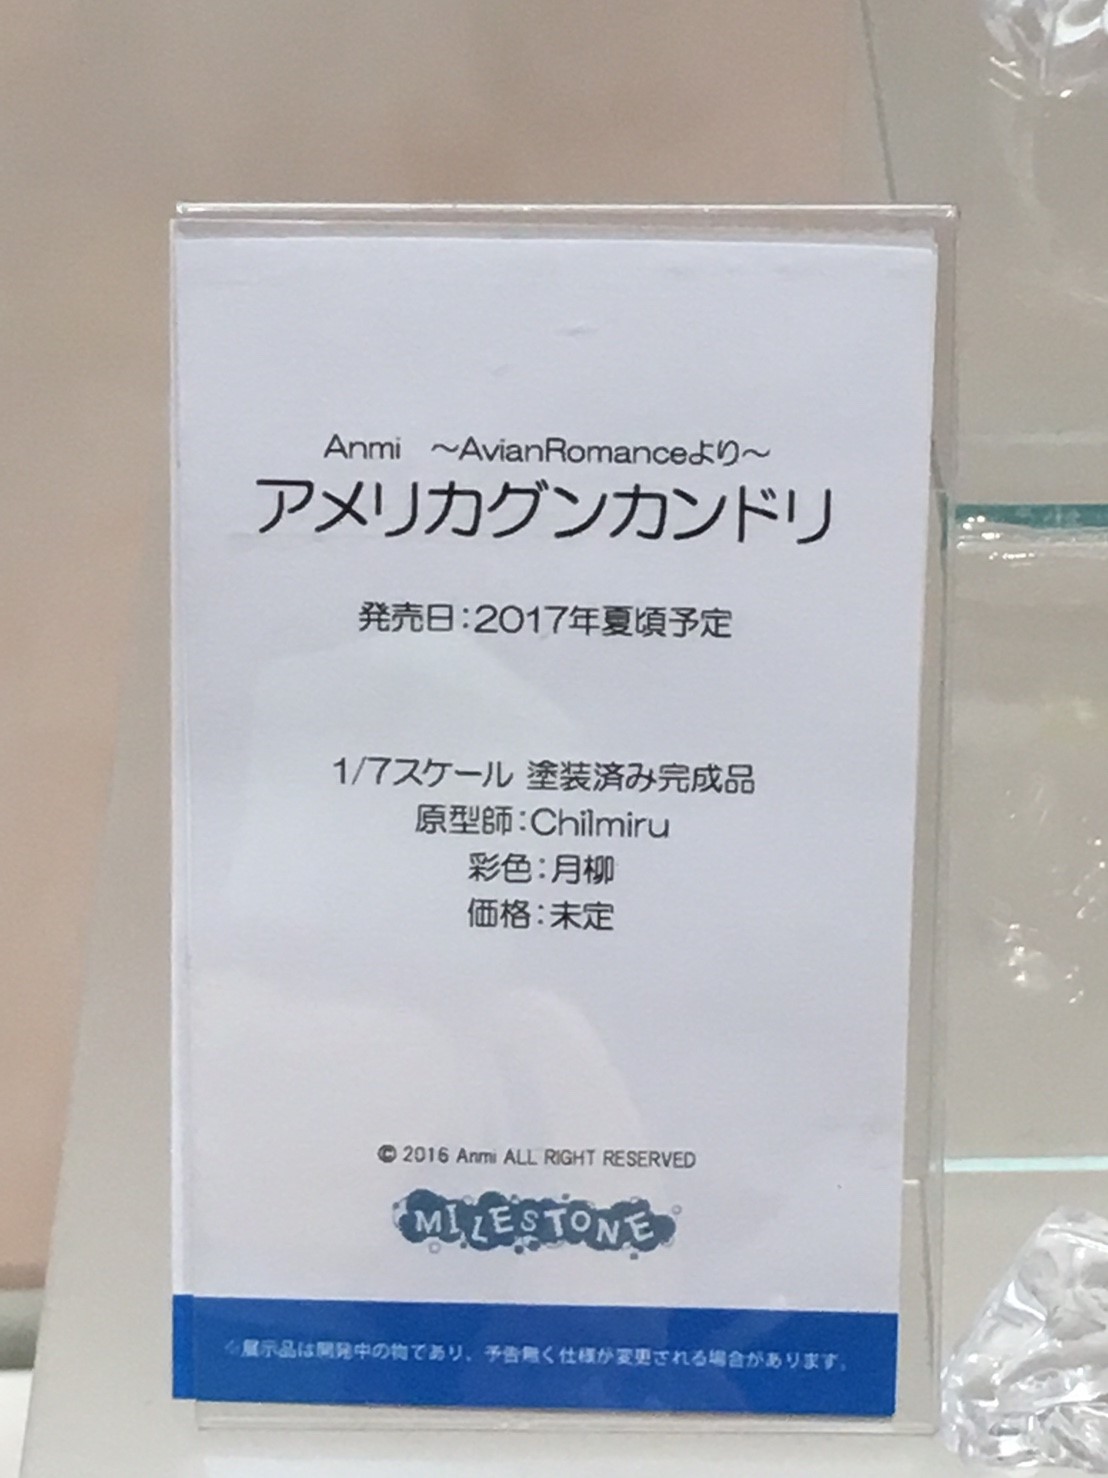 Anmi ～AvianRomanceより～
アメリカグンカンドリ
発売日：2017年夏頃予定
1/7スケール 塗装済み完成品
原型師：Chilmiru
彩色：月柳
価格：未定
© 2016 Anmi ALL RIGHT RESERVED
MILESTONE
※展示品は開発中の物であり、予告無く仕様が変更される場合があります。